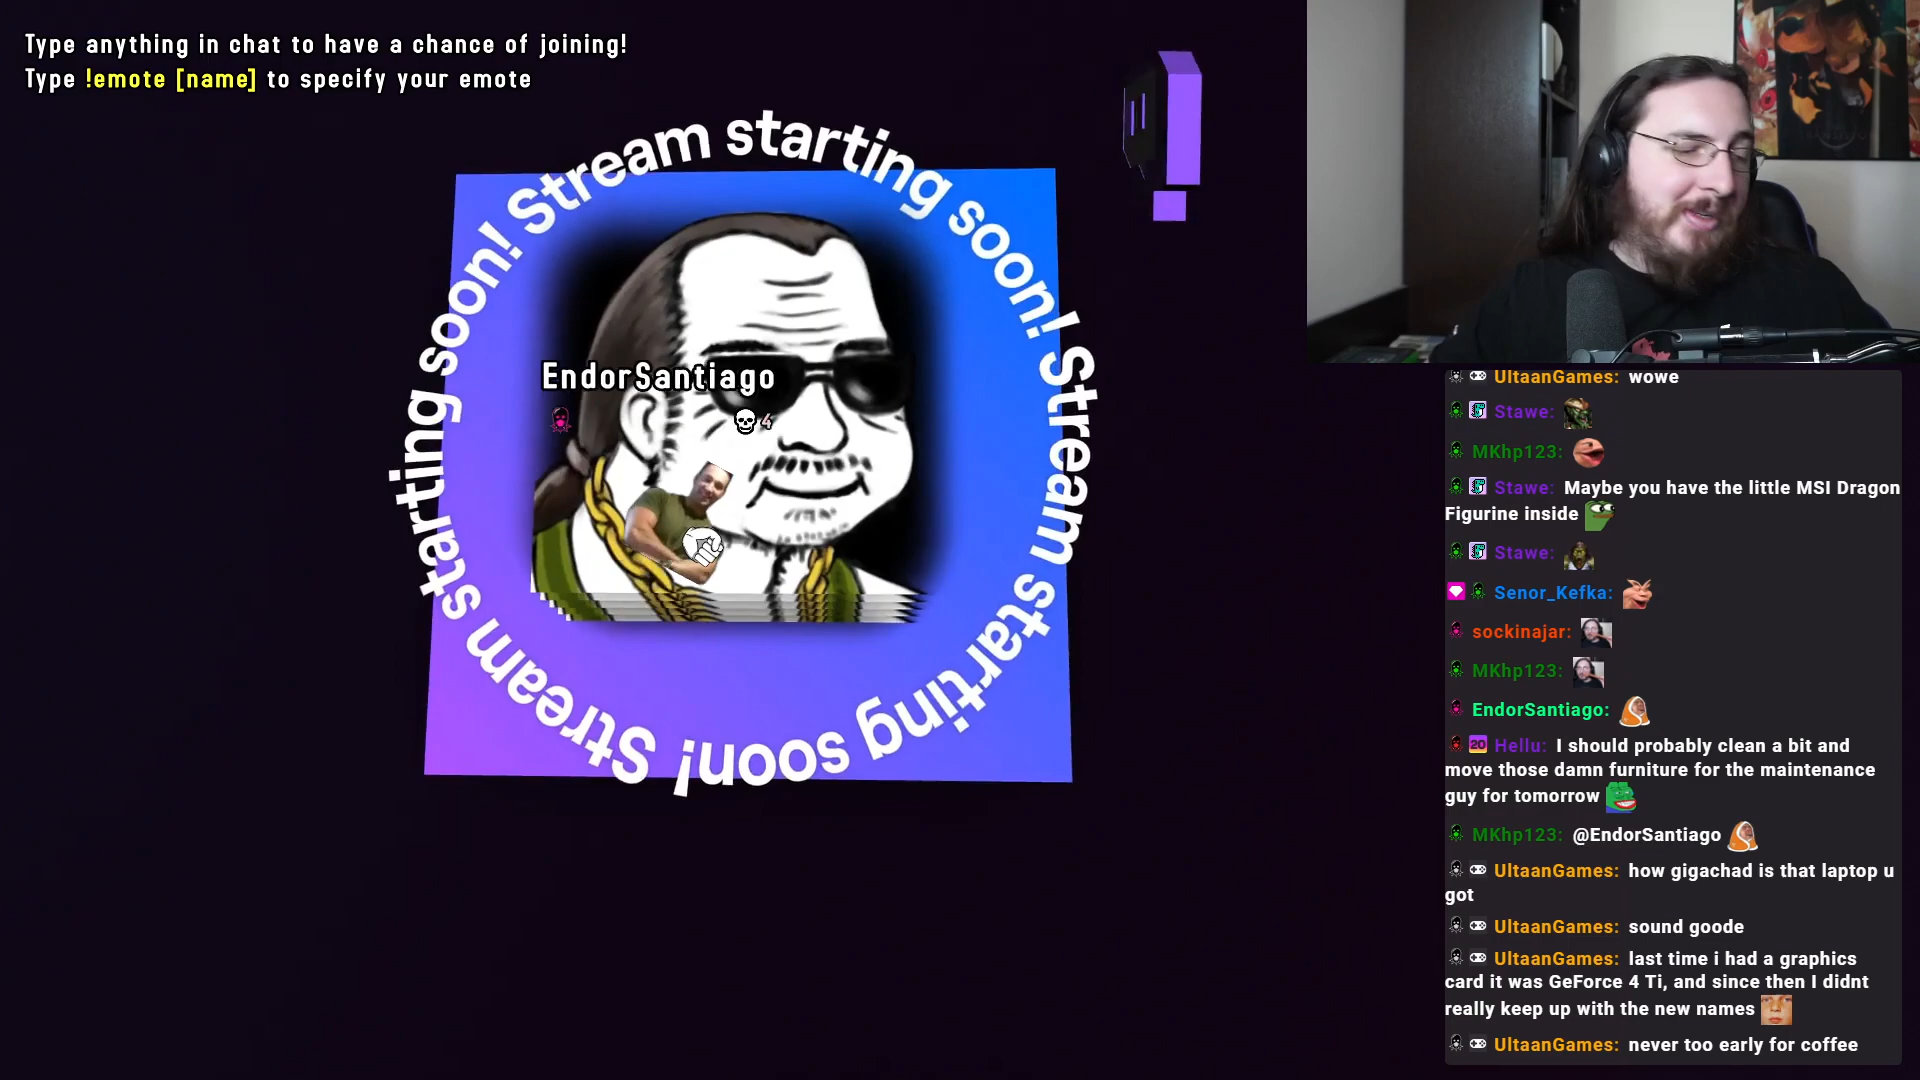 Type anything in chat to have a chance of joining!
Type !emote [name] to specify your emote
Stream starting soon! Stream starting soon! Stream starting soon!
EndorSantiago
4
UltaanGames: wowe
Stawe:
MKhp123:
Stawe: Maybe you have the little MSI Dragon
Figurine inside
Stawe:
Senor_Kefka:
sockinajar:
MKhp123:
EndorSantiago:
20 Hellu: I should probably clean a bit and
move those damn furniture for the maintenance
guy for tomorrow
MKhp123: @EndorSantiago
UltaanGames: how gigachad is that laptop u
got
UltaanGames: sound goode
UltaanGames: last time i had a graphics
card it was GeForce 4 Ti, and since then I didnt
really keep up with the new names
UltaanGames: never too early for coffee